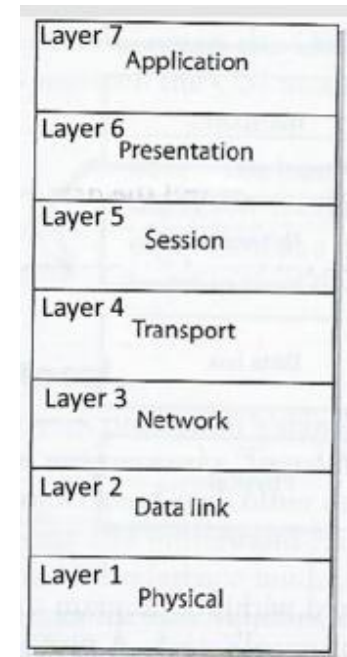 Layer 7
Application
Layer 6
Presentation
Layer 5
Session
Layer 4
Transport
Layer 3
Network
Layer 2
Data link
Layer 1
Physical